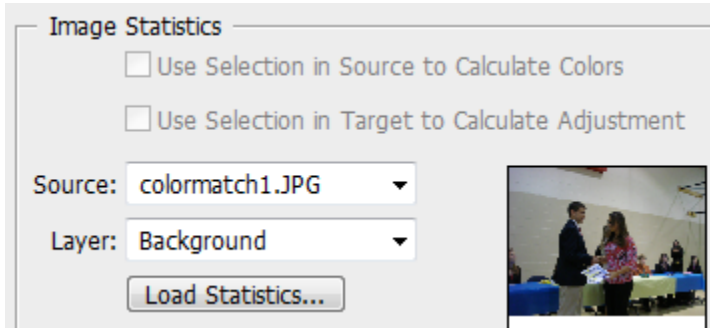 Image Statistics
Use Selection in Source to Calculate Colors
Use Selection in Target to Calculate Adjustment
Source: colormatch1.JPG
Layer: Background
Load Statistics...